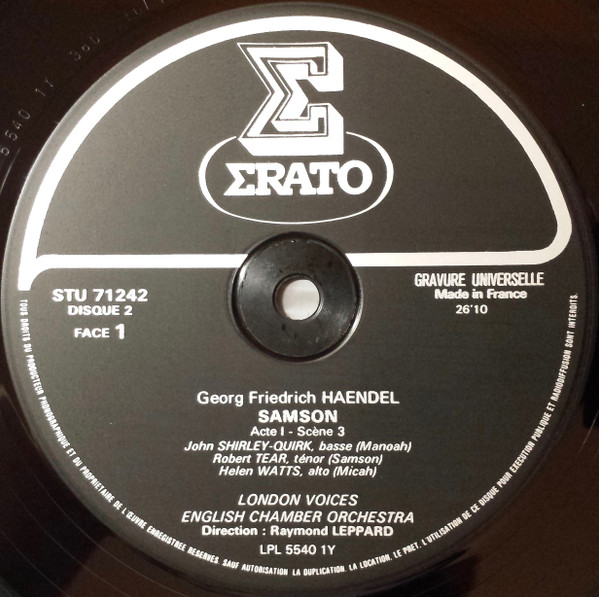 5540 1Y 380
Σ
ΣRATO
STU 71242
DISQUE 2
FACE 1
GRAVURE UNIVERSELLE
Made in France
26'10
Georg Friedrich HAENDEL
SAMSON
Acte I - Scène 3
John SHIRLEY-QUIRK, basse (Manoah)
Robert TEAR, ténor (Samson)
Helen WATTS, alto (Micah)
LONDON VOICES
ENGLISH CHAMBER ORCHESTRA
Direction : Raymond LEPPARD
LPL 5540 1Y
TOUS DROITS DU PRODUCTEUR PHONOGRAPHIQUE ET DU PROPRIETAIRE DE L'ŒUVRE ENREGISTREE RESERVES. SAUF AUTORISATION LA DUPLICATION, LA LOCATION, LE PRET, L'UTILISATION DE CE DISQUE POUR EXECUTION PUBLIQUE ET RADIODIFFUSION SONT INTERDITS.